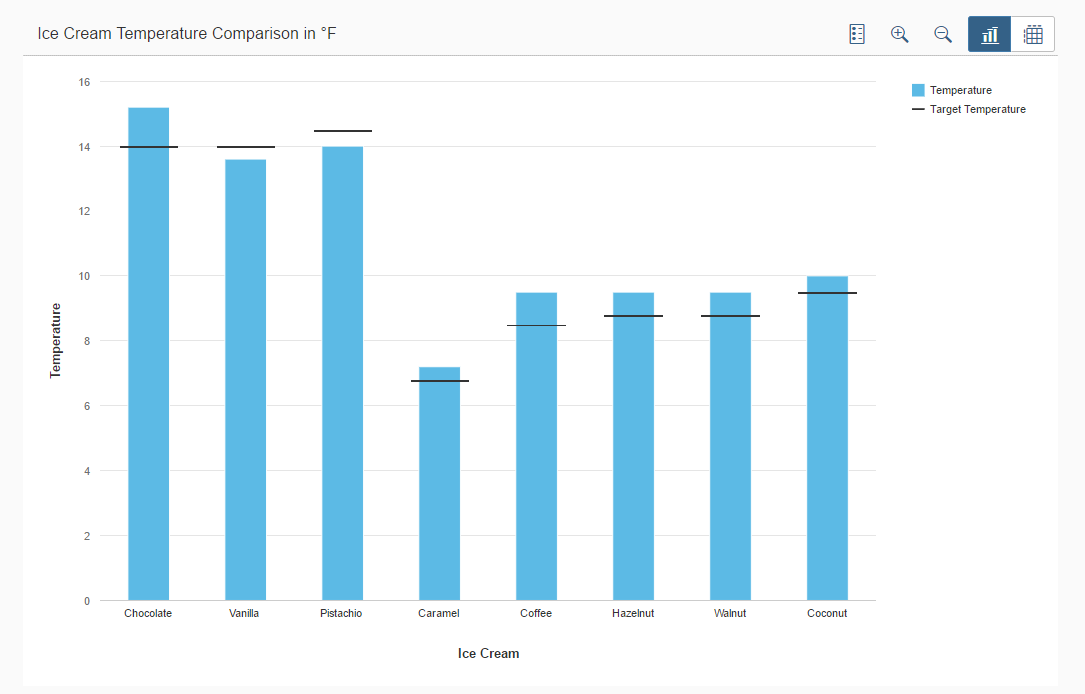 Ice Cream Temperature Comparison in °F
Temperature
Target Temperature
16
14
12
10
8
6
4
2
0
Temperature
Chocolate Vanilla Pistachio Caramel Coffee Hazelnut Walnut Coconut
Ice Cream